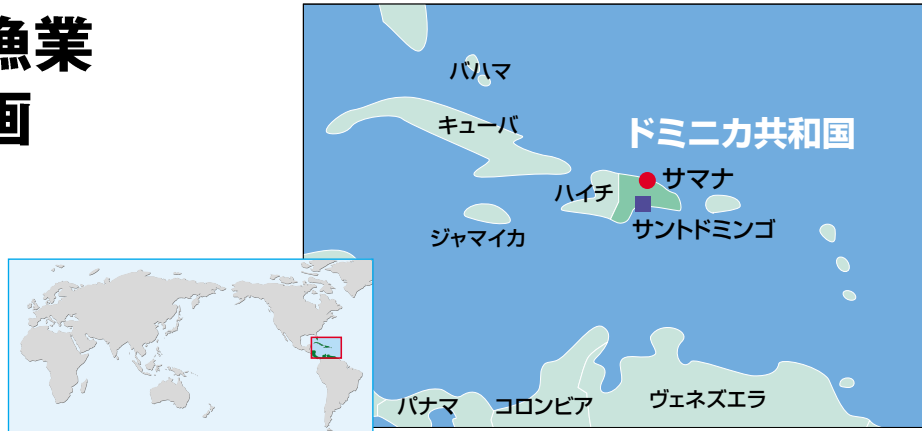 漁業
画
バハマ
キューバ
ドミニカ共和国
ハイチ
サマナ
ジャマイカ
サントドミンゴ
パナマ
コロンビア
ヴェネズエラ